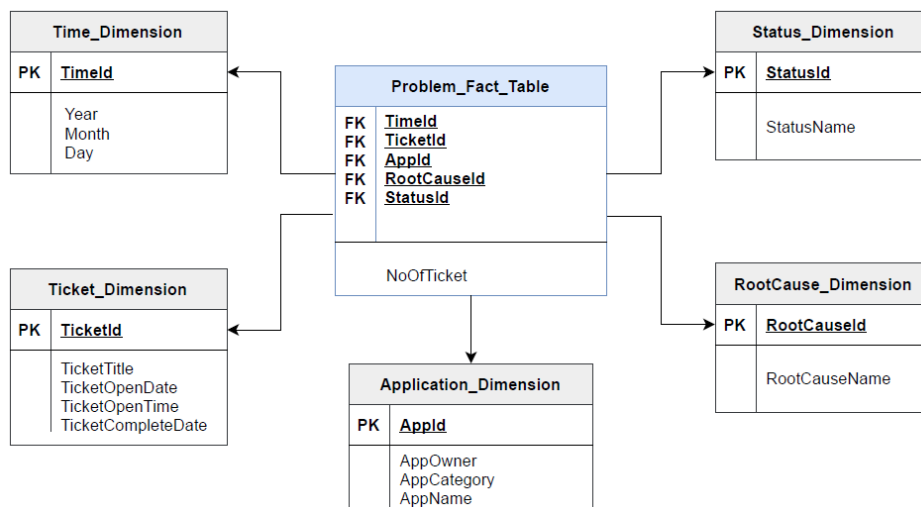 Time_Dimension
PK TimeId
Year
Month
Day
Problem_Fact_Table
FK TimeId
FK TicketId
FK AppId
FK RootCauseId
FK StatusId
NoOfTicket
Status_Dimension
PK StatusId
StatusName
Ticket_Dimension
PK TicketId
TicketTitle
TicketOpenDate
TicketOpenTime
TicketCompleteDate
Application_Dimension
PK AppId
AppOwner
AppCategory
AppName
RootCause_Dimension
PK RootCauseId
RootCauseName